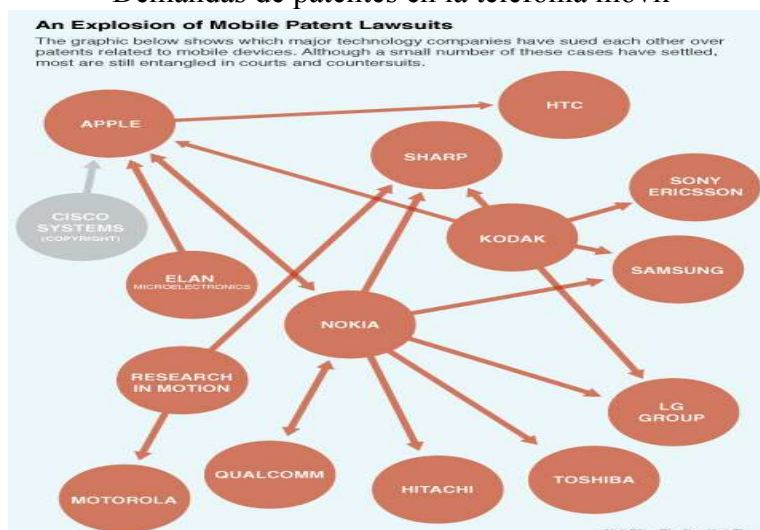 Demandas de patentes en la telefonía móvil
An Explosion of Mobile Patent Lawsuits
The graphic below shows which major technology companies have sued each other over
patents related to mobile devices. Although a small number of these cases have settled,
most are still entangled in courts and countersuits.
APPLE
HTC
SHARP
SONY
ERICSSON
CISCO
SYSTEMS
(COPYRIGHT)
KODAK
SAMSUNG
ELAN
MICROELECTRONICS
NOKIA
RESEARCH
IN MOTION
LG
GROUP
QUALCOMM
TOSHIBA
HITACHI
MOTOROLA